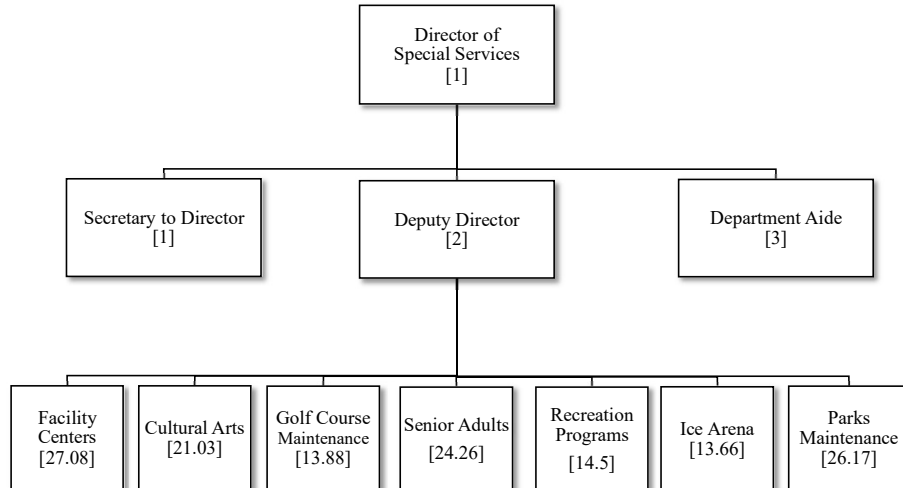 Director of
Special Services
[1]
Secretary to Director
[1]
Deputy Director
[2]
Department Aide
[3]
Facility
Centers
[27.08]
Cultural Arts
[21.03]
Golf Course
Maintenance
[13.88]
Senior Adults
[24.26]
Recreation
Programs
[14.5]
Ice Arena
[13.66]
Parks
Maintenance
[26.17]